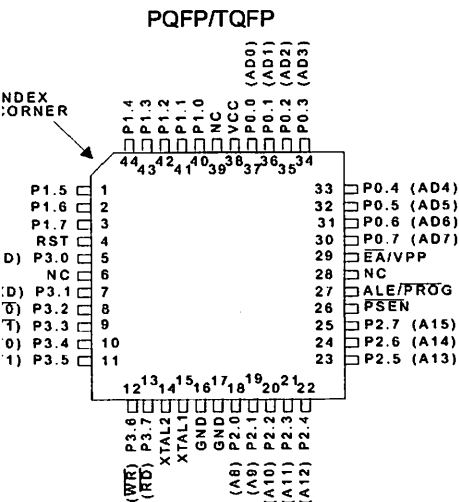 PQFP/TQFP
NDEX
CORNER
P1.4
P1.3
P1.2
P1.1
P1.0
NC
VCC
P0.0 (AD0)
P0.1 (AD1)
P0.2 (AD2)
P0.3 (AD3)
44 43 42 41 40 39 38 37 36 35 34
P1.5 1
P1.6 2
P1.7 3
RST 4
D) P3.0 5
NC 6
D) P3.1 7
0) P3.2 8
1) P3.3 9
0) P3.4 10
1) P3.5 11
33 P0.4 (AD4)
32 P0.5 (AD5)
31 P0.6 (AD6)
30 P0.7 (AD7)
29 EA/VPP
28 NC
27 ALE/PROG
26 PSEN
25 P2.7 (A15)
24 P2.6 (A14)
23 P2.5 (A13)
12 13 14 15 16 17 18 19 20 21 22
(WR) P3.6
(RD) P3.7
XTAL2
XTAL1
GND
GND
(A8) P2.0
(A9) P2.1
(A10) P2.2
(A11) P2.3
(A12) P2.4